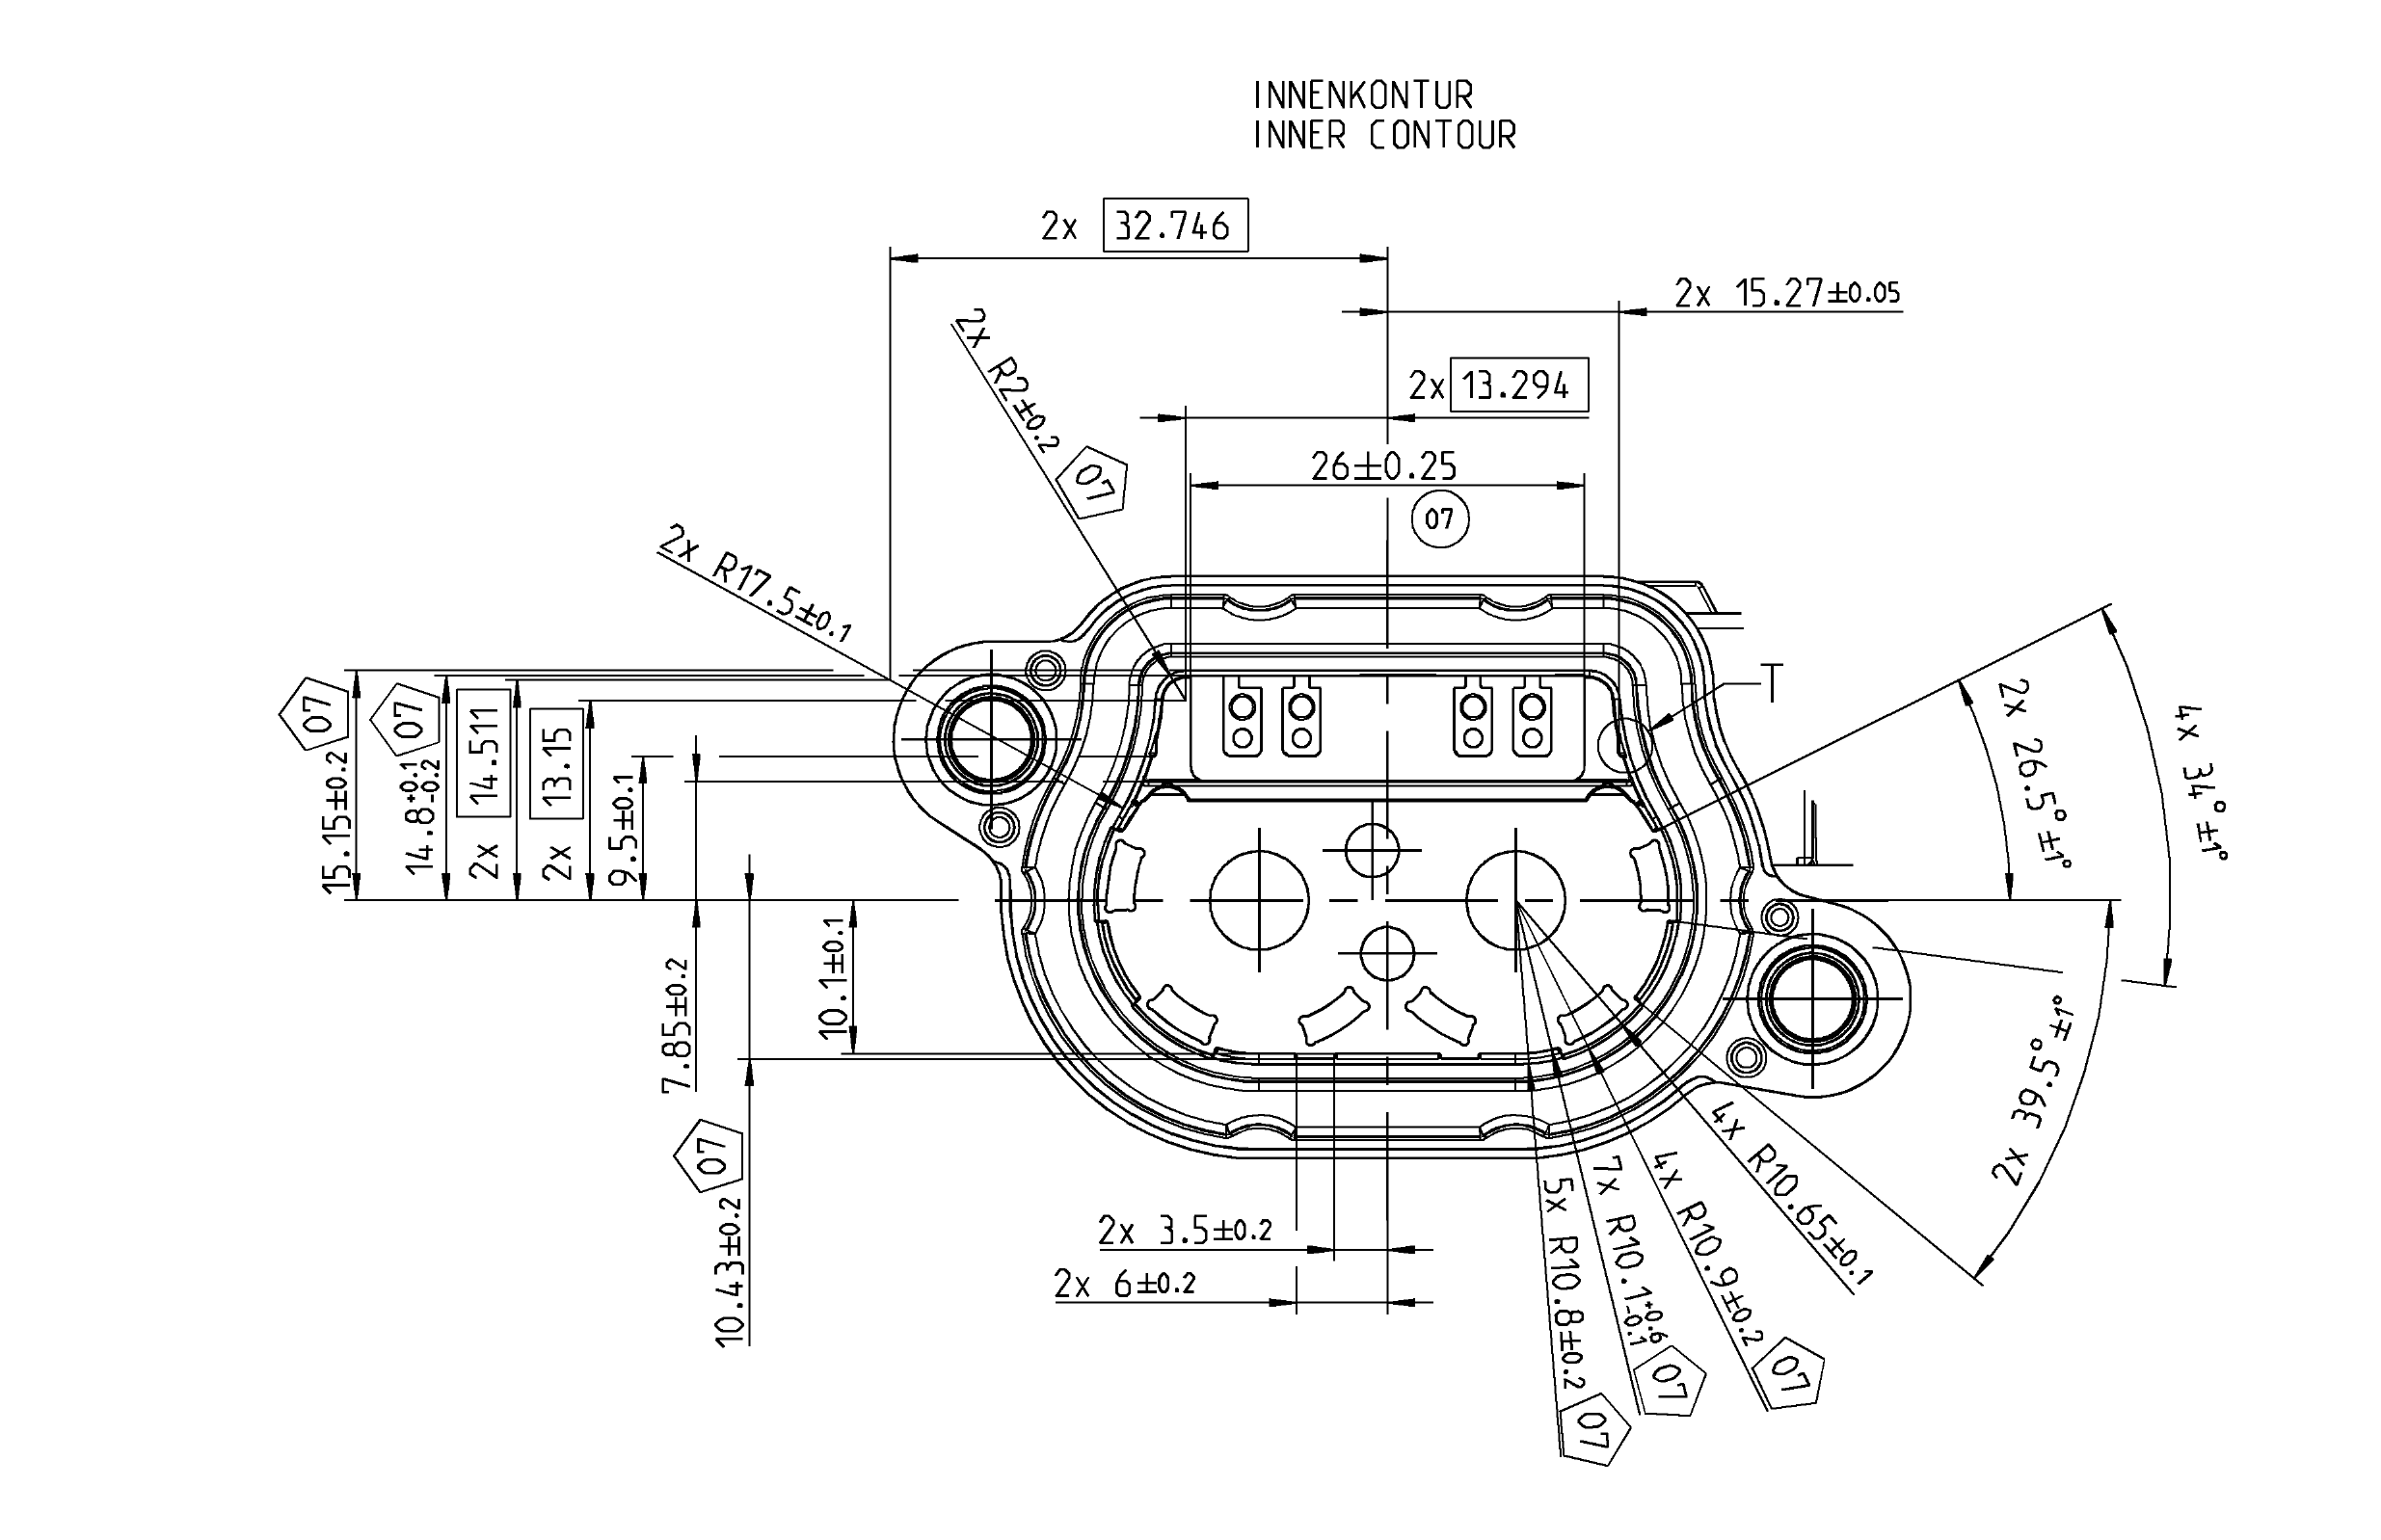 INNENKONTUR
INNER CONTOUR
2x 32.746
2x 15.27±0.05
2x R2±0.2
07
2x 13.294
26±0.25
07
2x R17.5±0.1
T
07
15.15±0.2
07
14.8+0.1-0.2
2x 14.511
2x 13.15
9.5±0.1
2x 26.5°±1°
4x 34°±1°
10.1±0.1
7.85±0.2
07
10.43±0.2
2x 39.5°±1°
2x 3.5±0.2
2x 6±0.2
5x R10.8±0.2
07
7x R10.1+0.6-0.1
07
4x R10.9±0.2
07
4x R10.65±0.1